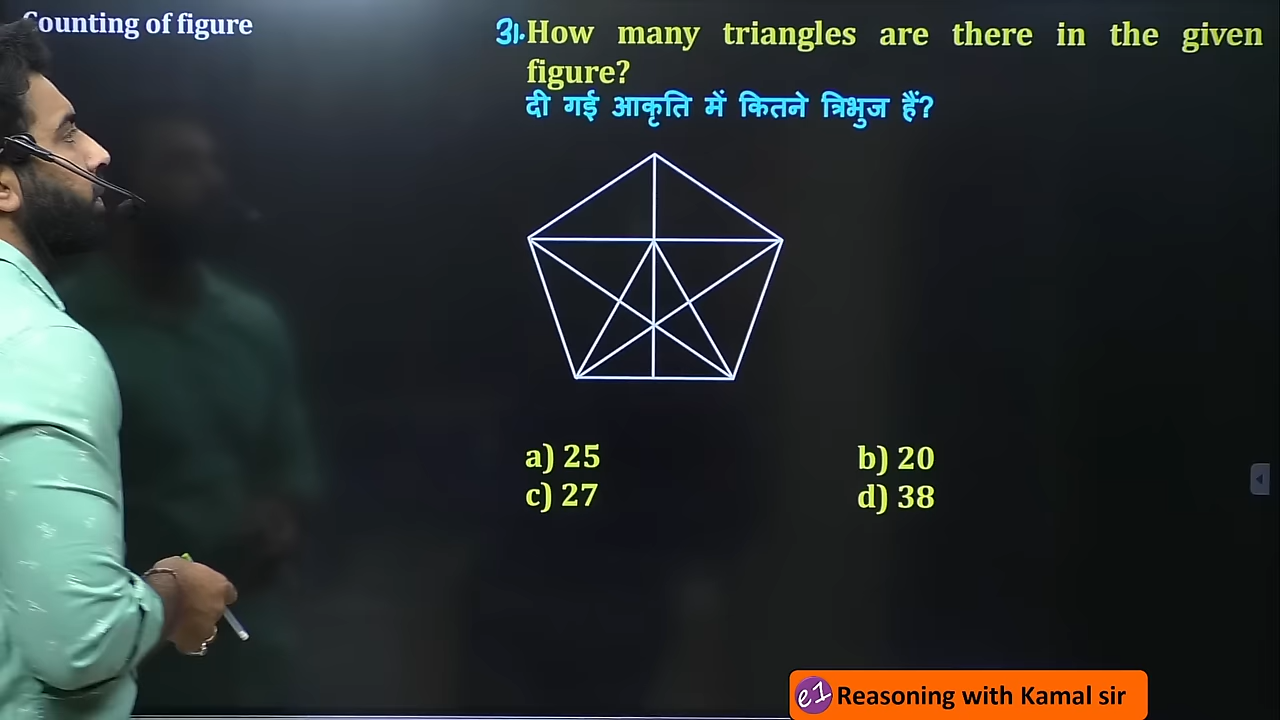 Counting of figure
31. How many triangles are there in the given
figure?
दी गई आकृति में कितने त्रिभुज हैं?
a) 25
b) 20
c) 27
d) 38
e1 Reasoning with Kamal sir